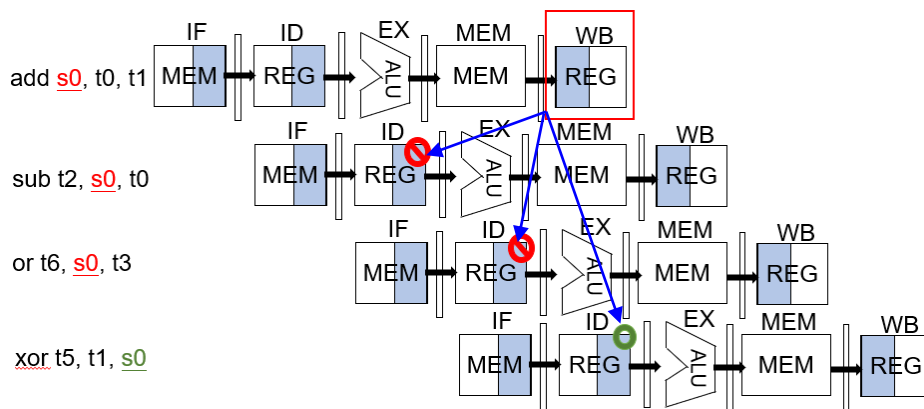 IF ID EX MEM WB
add s0, t0, t1 MEM REG ALU MEM REG
IF ID EX MEM WB
sub t2, s0, t0 MEM REG ALU MEM REG
IF ID EX MEM WB
or t6, s0, t3 MEM REG ALU MEM REG
IF ID EX MEM WB
xor t5, t1, s0 MEM REG ALU MEM REG